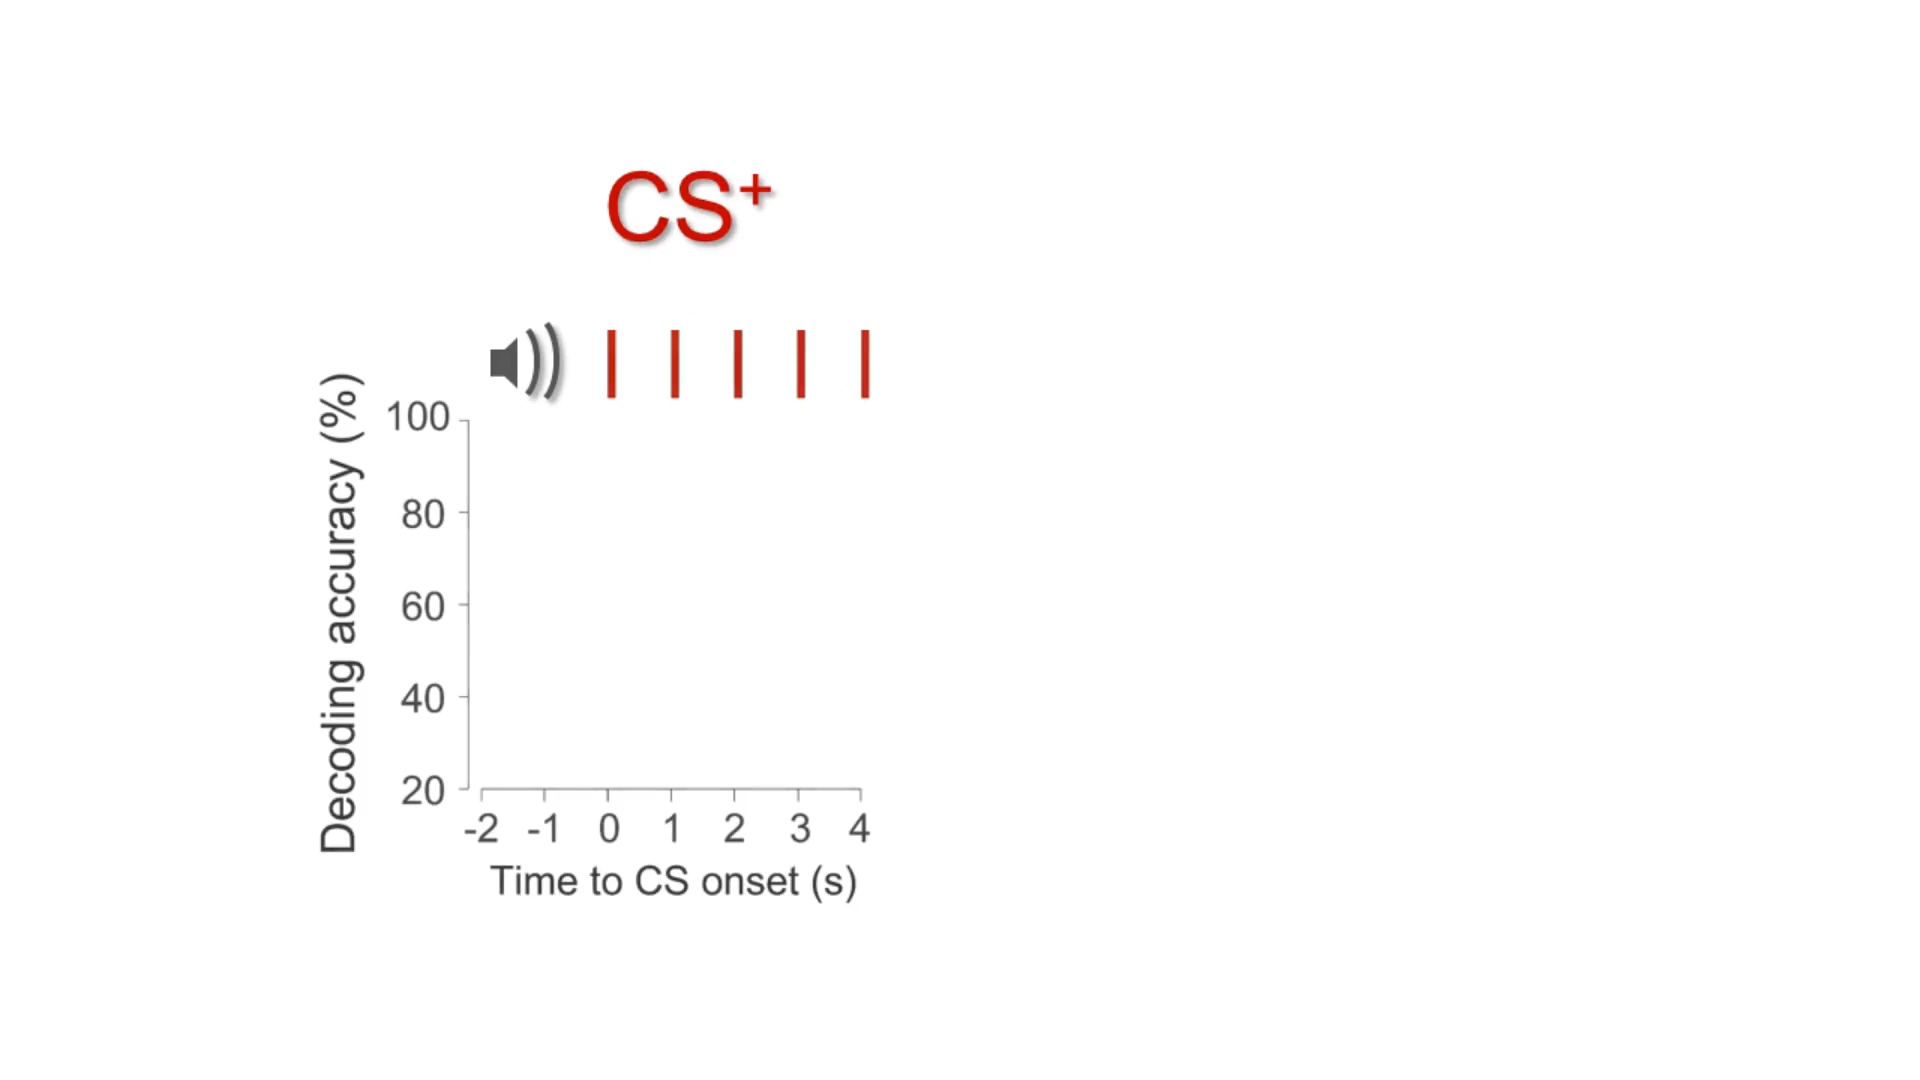 CS⁺
Decoding accuracy (%)
100
80
60
40
20
-2 -1 0 1 2 3 4
Time to CS onset (s)